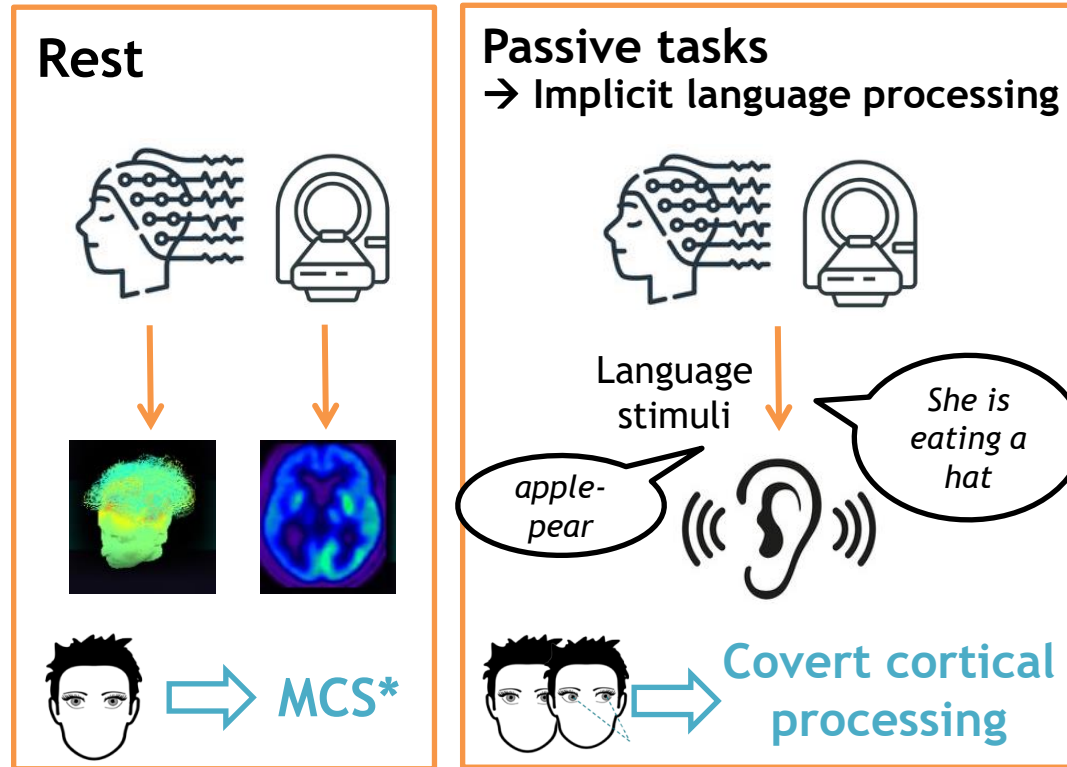 Rest
MCS*
Passive tasks
→ Implicit language processing
Language
stimuli
She is
eating a
hat
apple-
pear
Covert cortical
processing